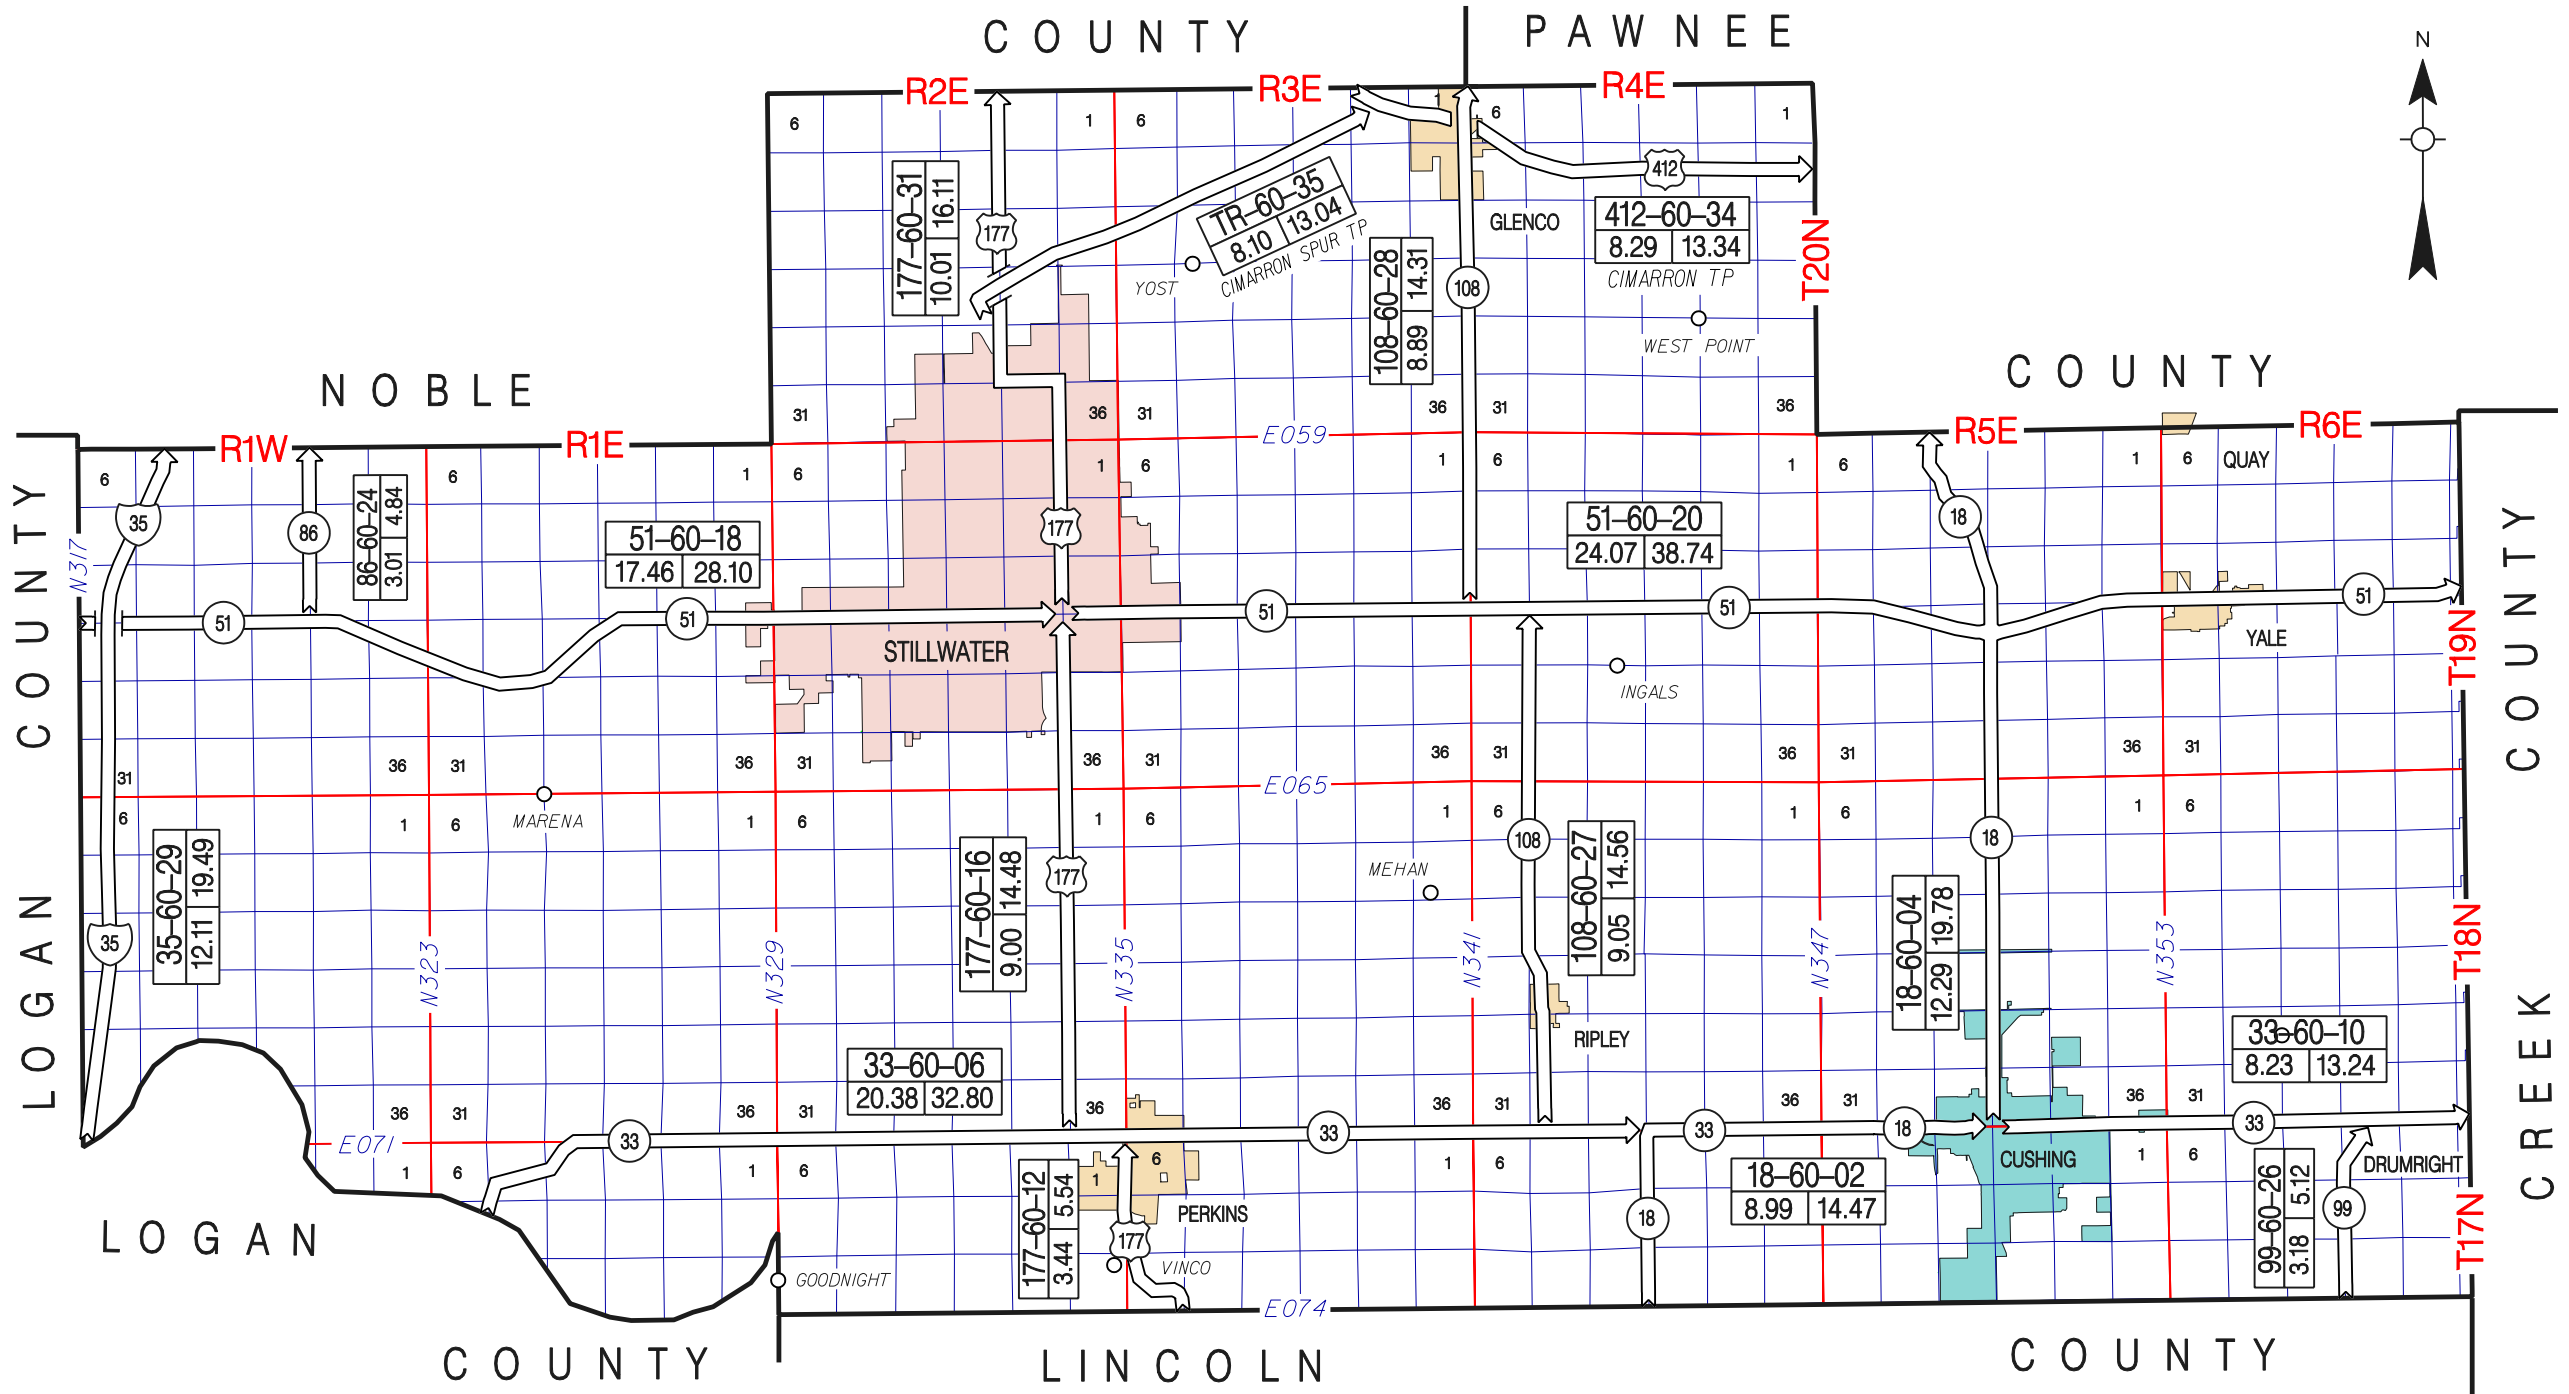 COUNTY
PAWNEE
N
R2E
R3E
R4E
6
1
6
1
6
1
412
177-60-31
10.01 16.11
177
TR-60-35
8.10 13.04
CIMARRON SPUR TP
YOST
GLENCO
412-60-34
8.29 13.34
CIMARRON TP
T20N
108-60-28
8.89 14.31
108
WEST POINT
NOBLE
COUNTY
31
36
31
36
31
36
E059
R1W
R1E
R5E
R6E
QUAY
6
6
1
6
1
6
1
6
1
6
1
6
COUNTY
N317
35
86
86-60-24
3.01 4.84
51-60-18
17.46 28.10
177
51-60-20
24.07 38.74
18
COUNTY
51
51
51
51
51
STILLWATER
YALE
T19N
INGALS
31
36
31
36
31
36
31
36
31
36
31
36
31
E065
6
1
6
1
6
1
6
1
6
1
6
1
6
MARENA
MEHAN
LOGAN
35
35-60-29
12.11 19.49
177-60-16
9.00 14.48
177
108
108-60-27
9.05 14.56
18
18-60-04
12.29 19.78
N323
N329
N335
N341
N347
N353
T18N
RIPLEY
33-60-10
8.23 13.24
CREEK
33-60-06
20.38 32.80
36
31
36
31
36
36
31
36
31
36
31
E071
33
33
33
18
33
1
6
1
6
1
6
1
6
1
6
CUSHING
DRUMRIGHT
LOGAN
177-60-12
3.44 5.54
PERKINS
177
VINCO
18
18-60-02
8.99 14.47
99-60-26
3.18 5.12
99
T17N
GOODNIGHT
E074
COUNTY
LINCOLN
COUNTY